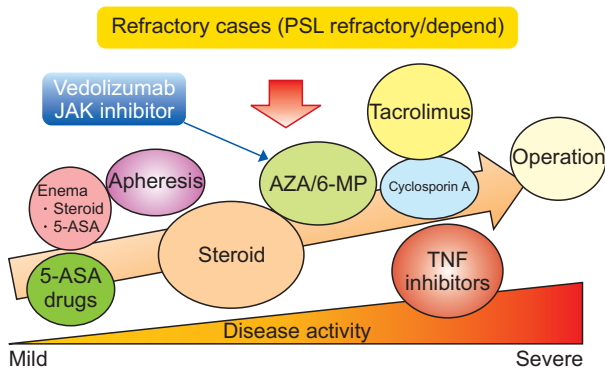 Refractory cases (PSL refractory/depend)
Vedolizumab
JAK inhibitor
Tacrolimus
Operation
Apheresis
AZA/6-MP
Cyclosporin A
Enema
・Steroid
・5-ASA
Steroid
5-ASA
drugs
TNF
inhibitors
Disease activity
Mild
Severe